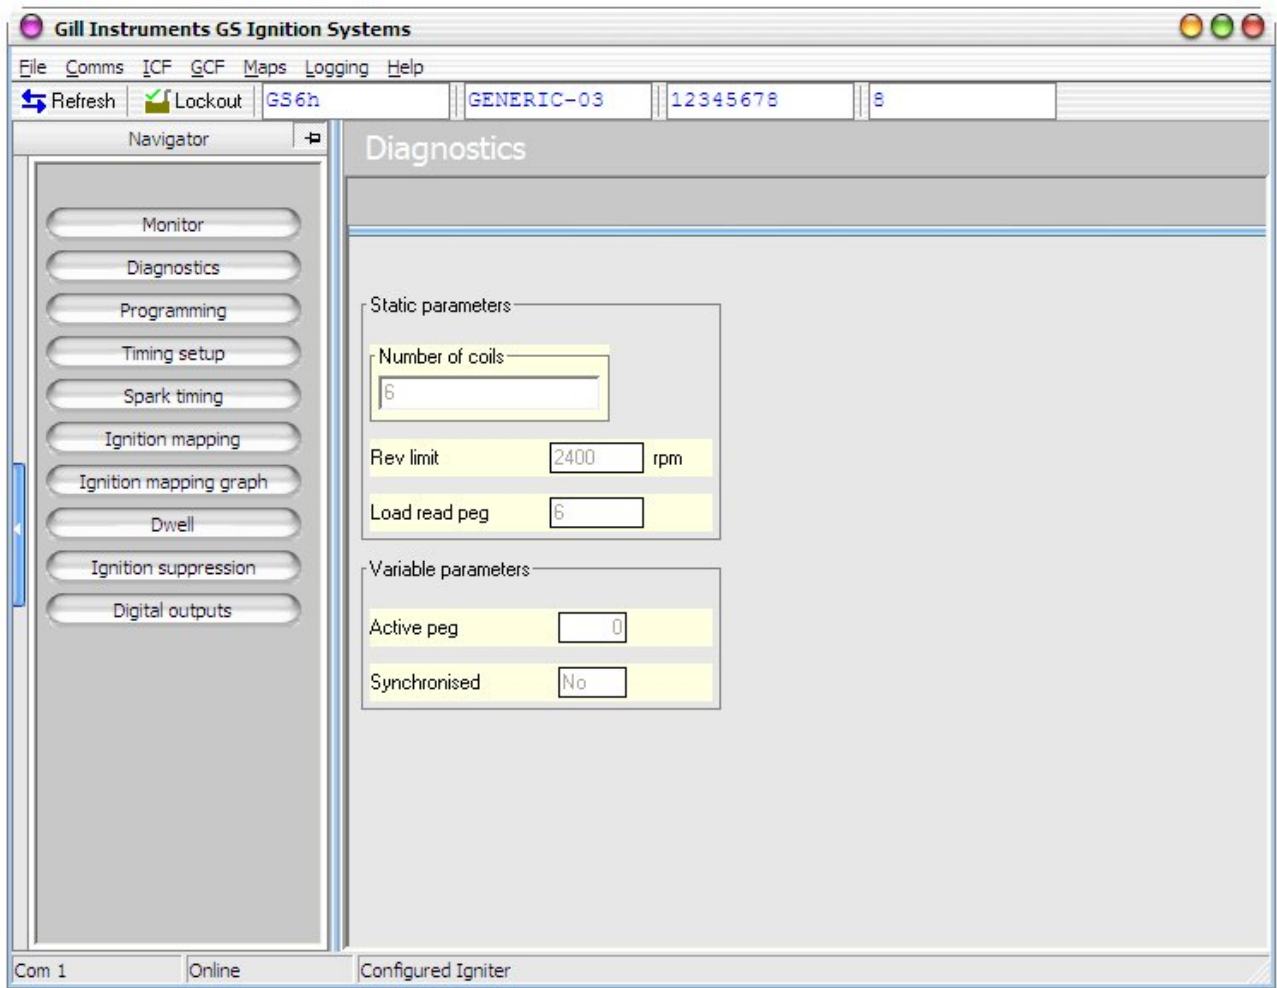 Gill Instruments GS Ignition Systems
File Comms ICF GCF Maps Logging Help
Refresh Lockout GS6h GENERIC-03 12345678 8
Navigator
Diagnostics
Monitor
Diagnostics
Programming
Timing setup
Spark timing
Ignition mapping
Ignition mapping graph
Dwell
Ignition suppression
Digital outputs
Static parameters
Number of coils
6
Rev limit 2400 rpm
Load read peg 6
Variable parameters
Active peg 0
Synchronised No
Com 1 Online Configured Igniter